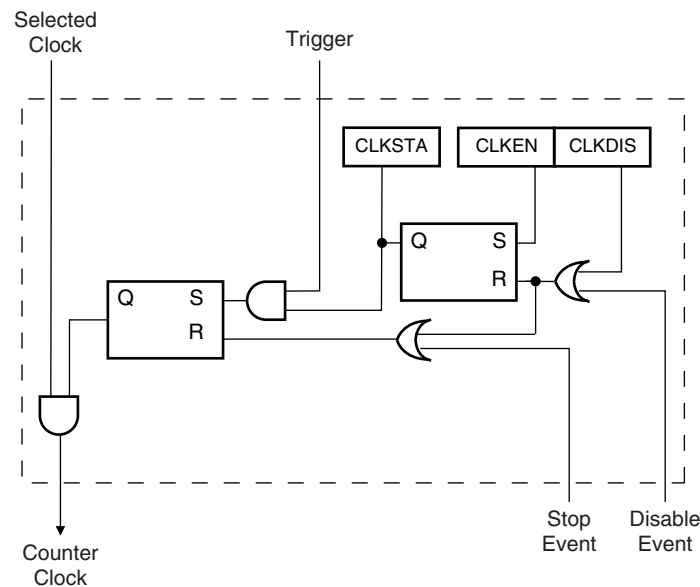 Selected
Clock
Trigger
CLKSTA
CLKEN
CLKDIS
Q
S
R
Q
S
R
Stop
Event
Disable
Event
Counter
Clock